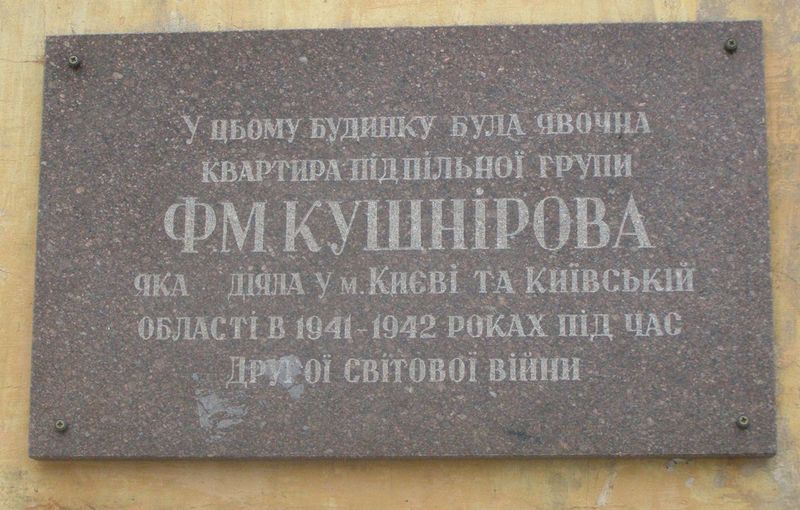 У цьому будинку була явочна
квартира підпільної групи
ФМ КУШНІРОВА
яка діяла у м. Києві та Київській
області в 1941-1942 роках під час
Другої світової війни